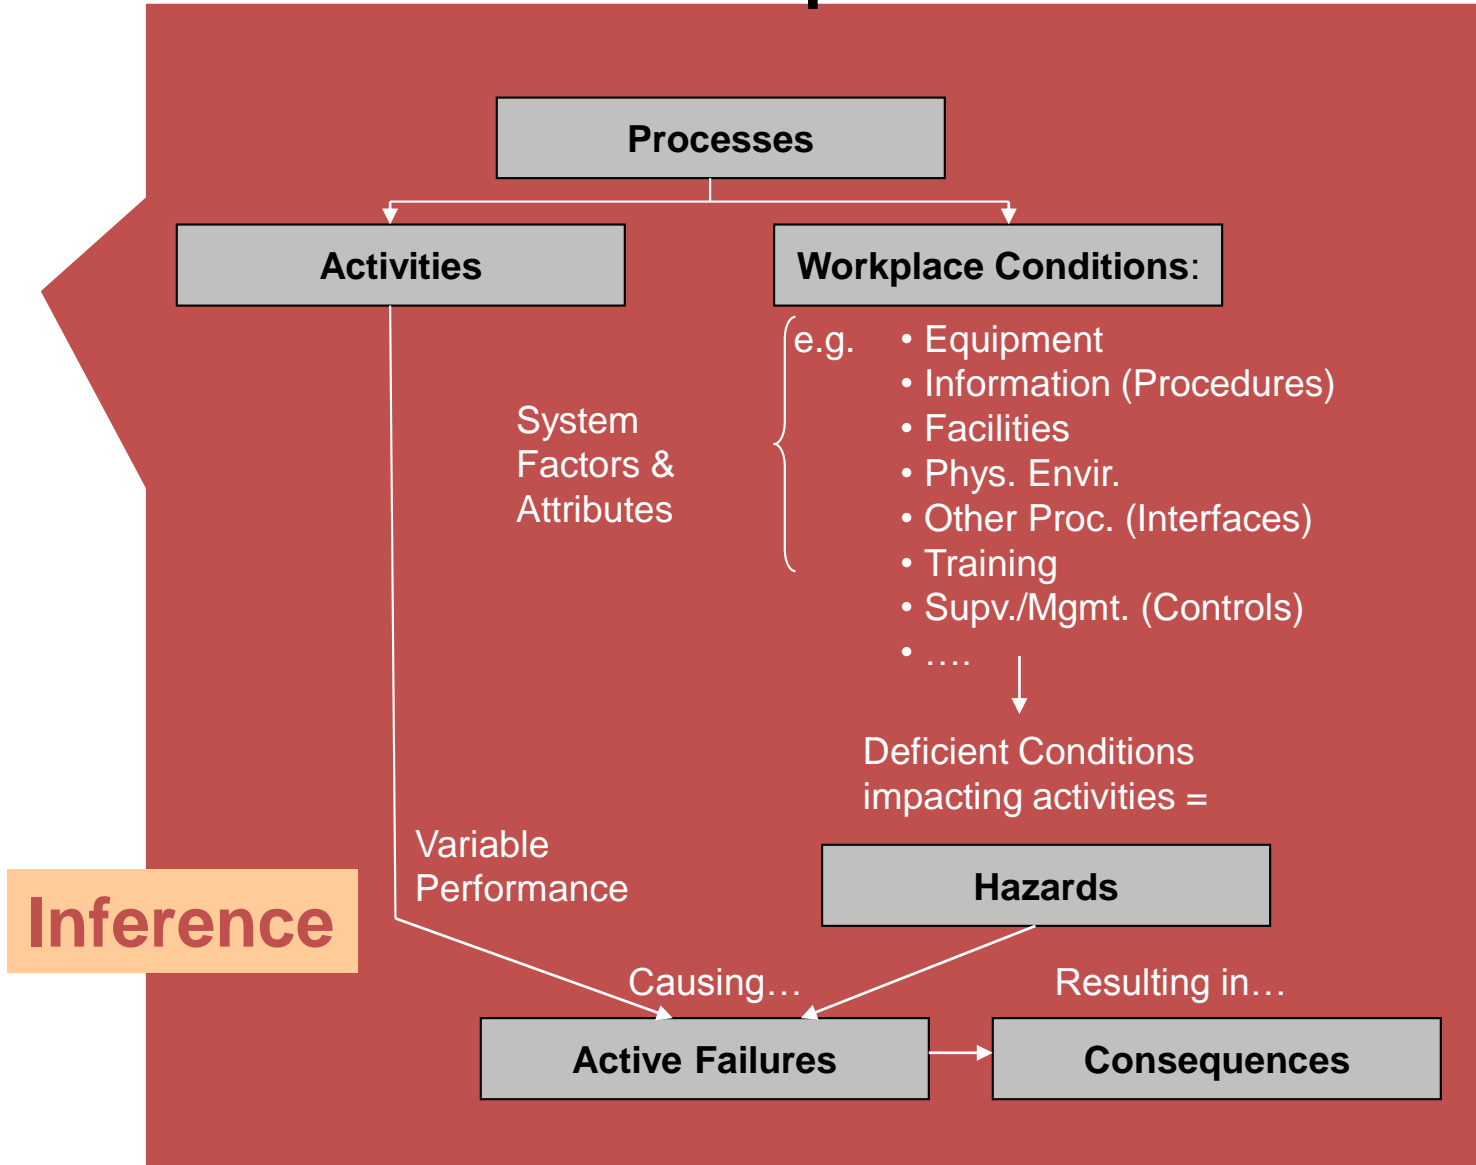 Processes
Activities
Workplace Conditions:
e.g.
• Equipment
• Information (Procedures)
• Facilities
• Phys. Envir.
• Other Proc. (Interfaces)
• Training
• Supv./Mgmt. (Controls)
• ….
System
Factors &
Attributes
Deficient Conditions
impacting activities =
Variable
Performance
Hazards
Inference
Causing…
Resulting in…
Active Failures
Consequences